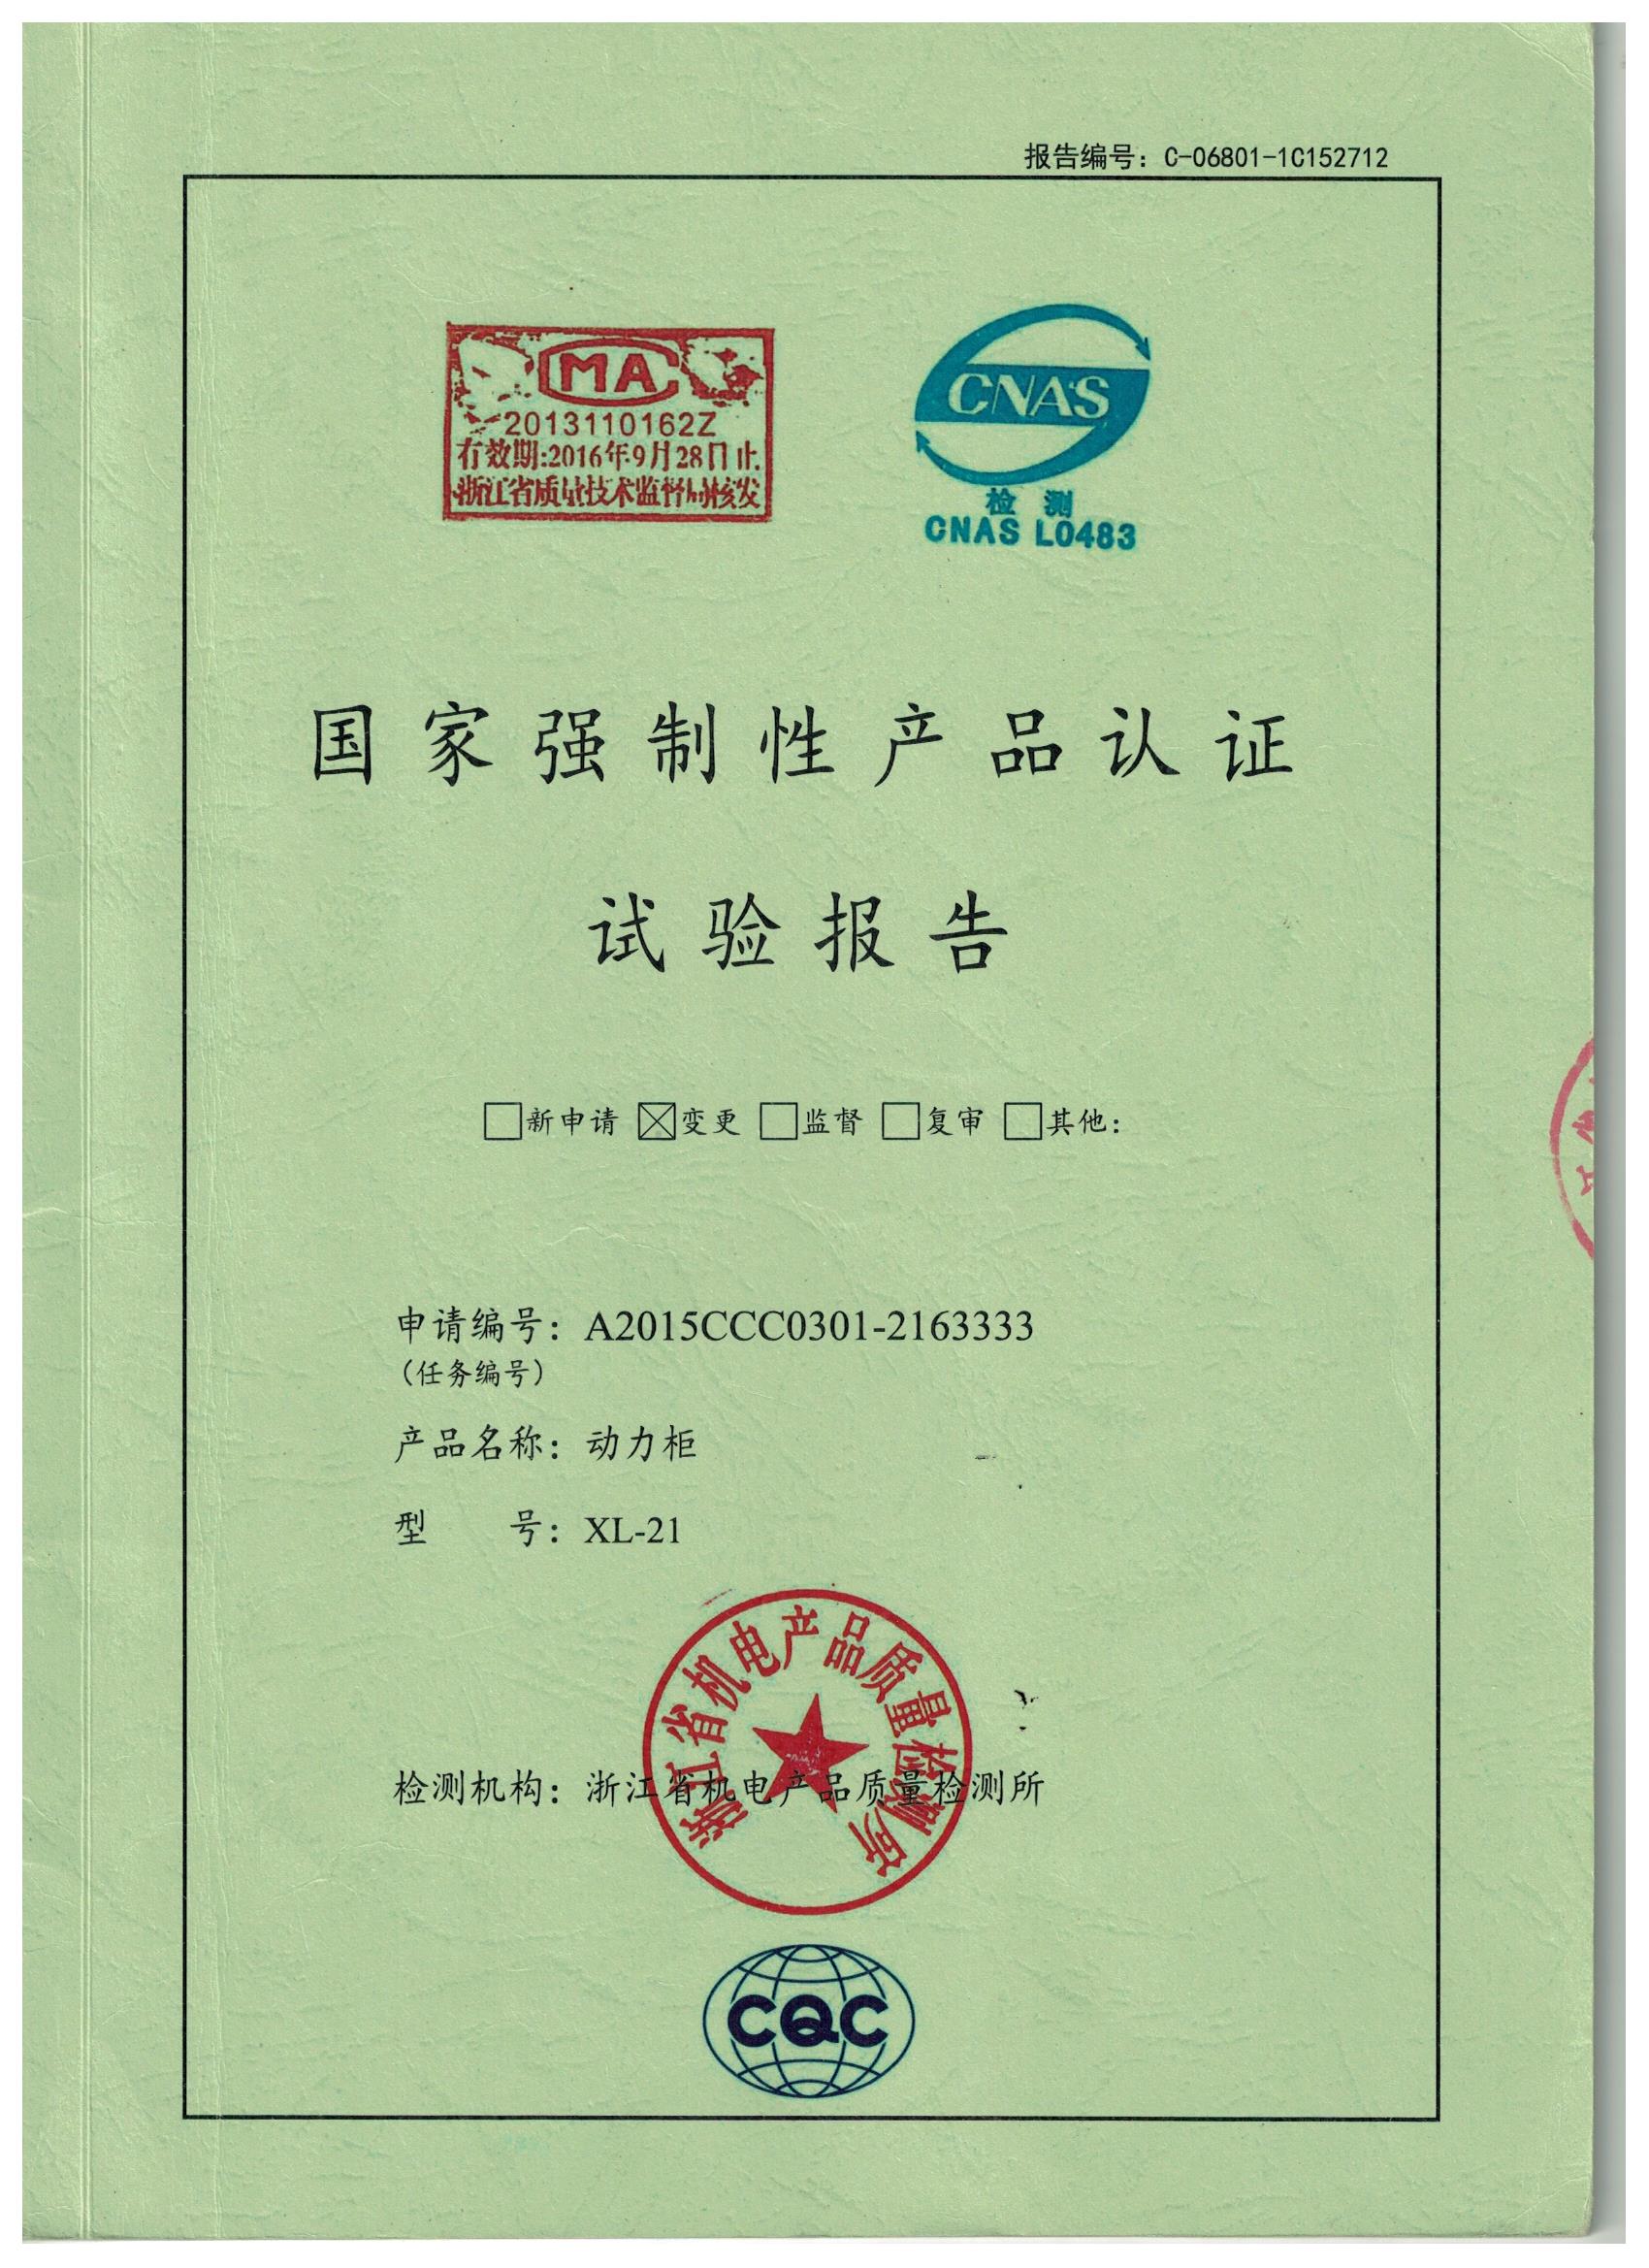 报告编号：C-06801-1C152712
CMA
2013110162Z
有效期:2016年9月28日止
浙江省质量技术监督局核发
CNAS
检 测
CNAS L0483
国家强制性产品认证
试验报告
□新申请 ☒变更 □监督 □复审 □其他：
申请编号：A2015CCC0301-2163333
（任务编号）
产品名称：动力柜
型 号：XL-21
浙江省机电产品质量检测所
检测机构：浙江省机电产品质量检测所
CQC